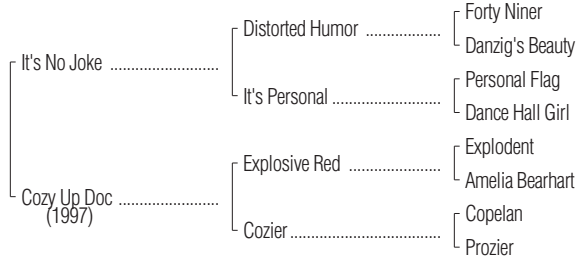 Forty Niner
Distorted Humor ..................
Danzig's Beauty
It's No Joke ..........................
Personal Flag
It's Personal ..........................
Dance Hall Girl
Explodent
Explosive Red ......................
Amelia Bearhart
Cozy Up Doc ........................
(1997)
Copelan
Cozier....................................
Prozier